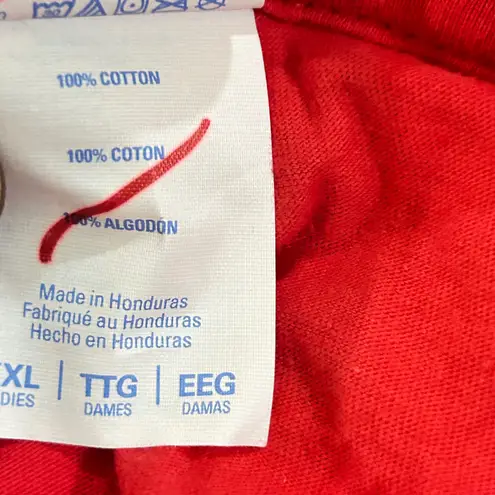 100% COTTON
100% COTON
100% ALGODÓN
Made in Honduras
Fabriqué au Honduras
Hecho en Honduras
XL | TTG | EEG
DIES DAMES DAMAS